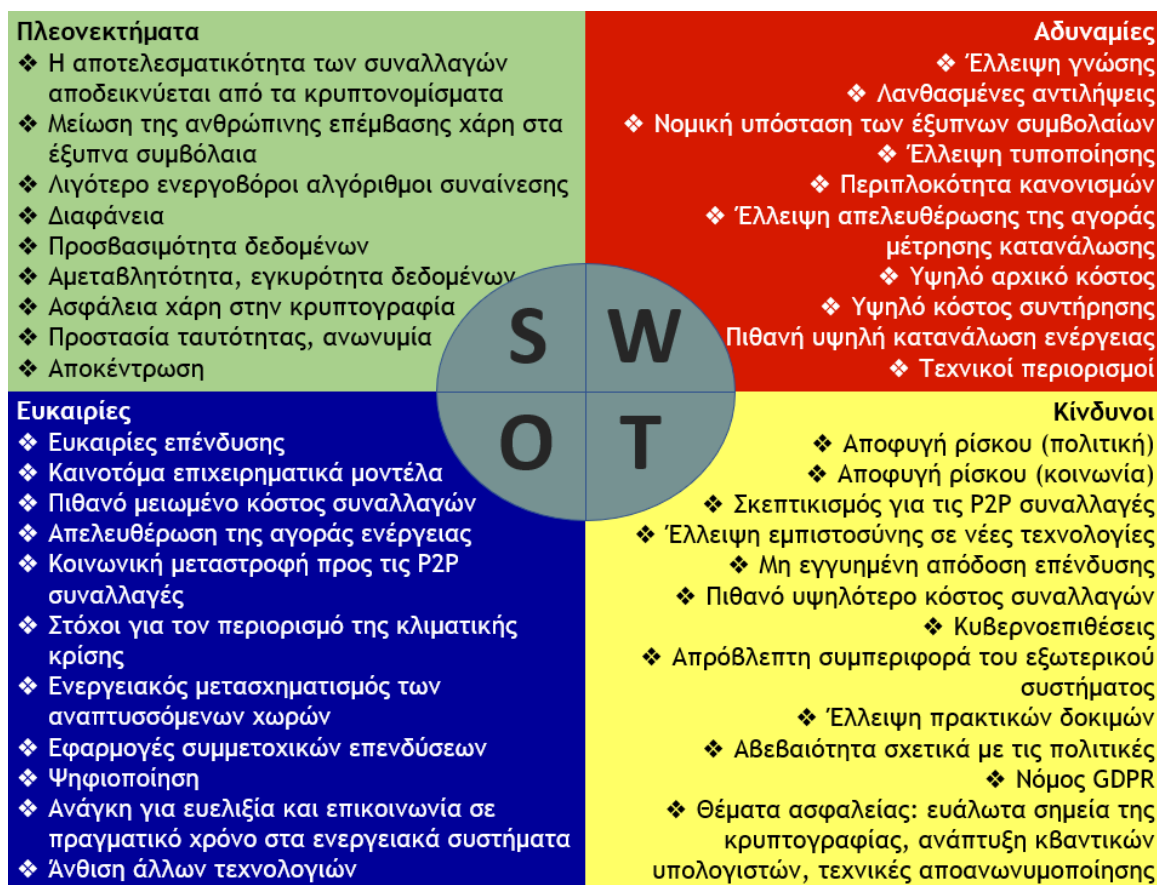 Πλεονεκτήματα
❖ Η αποτελεσματικότητα των συναλλαγών
αποδεικνύεται από τα κρυπτονομίσματα
❖ Μείωση της ανθρώπινης επέμβασης χάρη στα
έξυπνα συμβόλαια
❖ Λιγότερο ενεργοβόροι αλγόριθμοι συναίνεσης
❖ Διαφάνεια
❖ Προσβασιμότητα δεδομένων
❖ Αμεταβλητότητα, εγκυρότητα δεδομένων
❖ Ασφάλεια χάρη στην κρυπτογραφία
❖ Προστασία ταυτότητας, ανωνυμία
❖ Αποκέντρωση
Αδυναμίες
❖ Έλλειψη γνώσης
❖ Λανθασμένες αντιλήψεις
❖ Νομική υπόσταση των έξυπνων συμβολαίων
❖ Έλλειψη τυποποίησης
❖ Περιπλοκότητα κανονισμών
❖ Έλλειψη απελευθέρωσης της αγοράς
μέτρησης κατανάλωσης
❖ Υψηλό αρχικό κόστος
❖ Υψηλό κόστος συντήρησης
Πιθανή υψηλή κατανάλωση ενέργειας
❖ Τεχνικοί περιορισμοί
S W
O T
Ευκαιρίες
❖ Ευκαιρίες επένδυσης
❖ Καινοτόμα επιχειρηματικά μοντέλα
❖ Πιθανό μειωμένο κόστος συναλλαγών
❖ Απελευθέρωση της αγοράς ενέργειας
❖ Κοινωνική μεταστροφή προς τις P2P
συναλλαγές
❖ Στόχοι για τον περιορισμό της κλιματικής
κρίσης
❖ Ενεργειακός μετασχηματισμός των
αναπτυσσόμενων χωρών
❖ Εφαρμογές συμμετοχικών επενδύσεων
❖ Ψηφιοποίηση
❖ Ανάγκη για ευελιξία και επικοινωνία σε
πραγματικό χρόνο στα ενεργειακά συστήματα
❖ Άνθιση άλλων τεχνολογιών
Κίνδυνοι
❖ Αποφυγή ρίσκου (πολιτική)
❖ Αποφυγή ρίσκου (κοινωνία)
❖ Σκεπτικισμός για τις P2P συναλλαγές
❖ Έλλειψη εμπιστοσύνης σε νέες τεχνολογίες
❖ Μη εγγυημένη απόδοση επένδυσης
❖ Πιθανό υψηλότερο κόστος συναλλαγών
❖ Κυβερνοεπιθέσεις
❖ Απρόβλεπτη συμπεριφορά του εξωτερικού
συστήματος
❖ Έλλειψη πρακτικών δοκιμών
❖ Αβεβαιότητα σχετικά με τις πολιτικές
❖ Νόμος GDPR
❖ Θέματα ασφαλείας: ευάλωτα σημεία της
κρυπτογραφίας, ανάπτυξη κβαντικών
υπολογιστών, τεχνικές αποανωνυμοποίησης